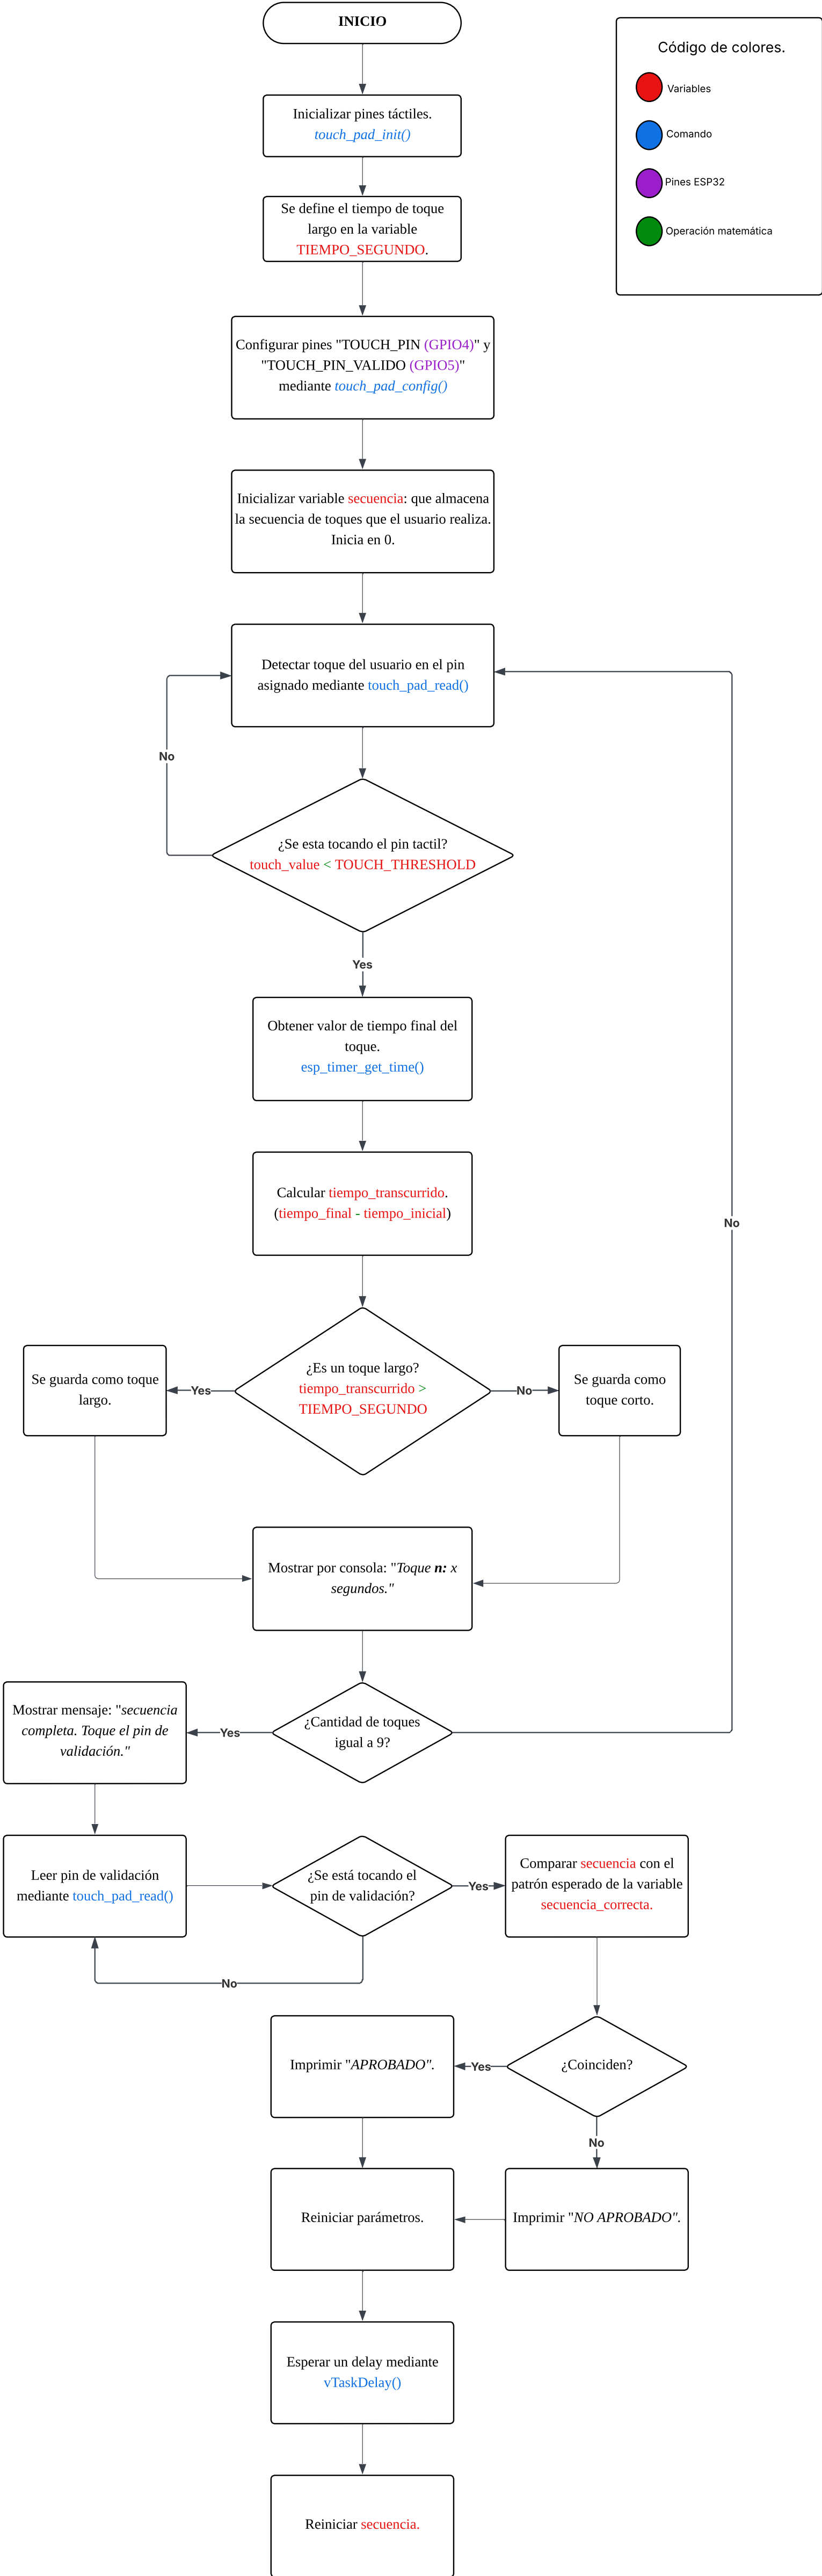 INICIO
Código de colores.
Variables
Comando
Pines ESP32
Operación matemática
Inicializar pines táctiles.
touch_pad_init()
Se define el tiempo de toque
largo en la variable
TIEMPO_SEGUNDO.
Configurar pines "TOUCH_PIN (GPIO4)" y
"TOUCH_PIN_VALIDO (GPIO5)"
mediante touch_pad_config()
Inicializar variable secuencia: que almacena
la secuencia de toques que el usuario realiza.
Inicia en 0.
Detectar toque del usuario en el pin
asignado mediante touch_pad_read()
No
¿Se esta tocando el pin tactil?
touch_value < TOUCH_THRESHOLD
Yes
Obtener valor de tiempo final del
toque.
esp_timer_get_time()
Calcular tiempo_transcurrido.
(tiempo_final - tiempo_inicial)
No
¿Es un toque largo?
tiempo_transcurrido >
TIEMPO_SEGUNDO
Yes
No
Se guarda como toque
largo.
Se guarda como
toque corto.
Mostrar por consola: "Toque n: x
segundos."
¿Cantidad de toques
igual a 9?
Yes
Mostrar mensaje: "secuencia
completa. Toque el pin de
validación."
Leer pin de validación
mediante touch_pad_read()
¿Se está tocando el
pin de validación?
Yes
No
Comparar secuencia con el
patrón esperado de la variable
secuencia_correcta.
¿Coinciden?
Yes
No
Imprimir "APROBADO".
Imprimir "NO APROBADO".
Reiniciar parámetros.
Esperar un delay mediante
vTaskDelay()
Reiniciar secuencia.